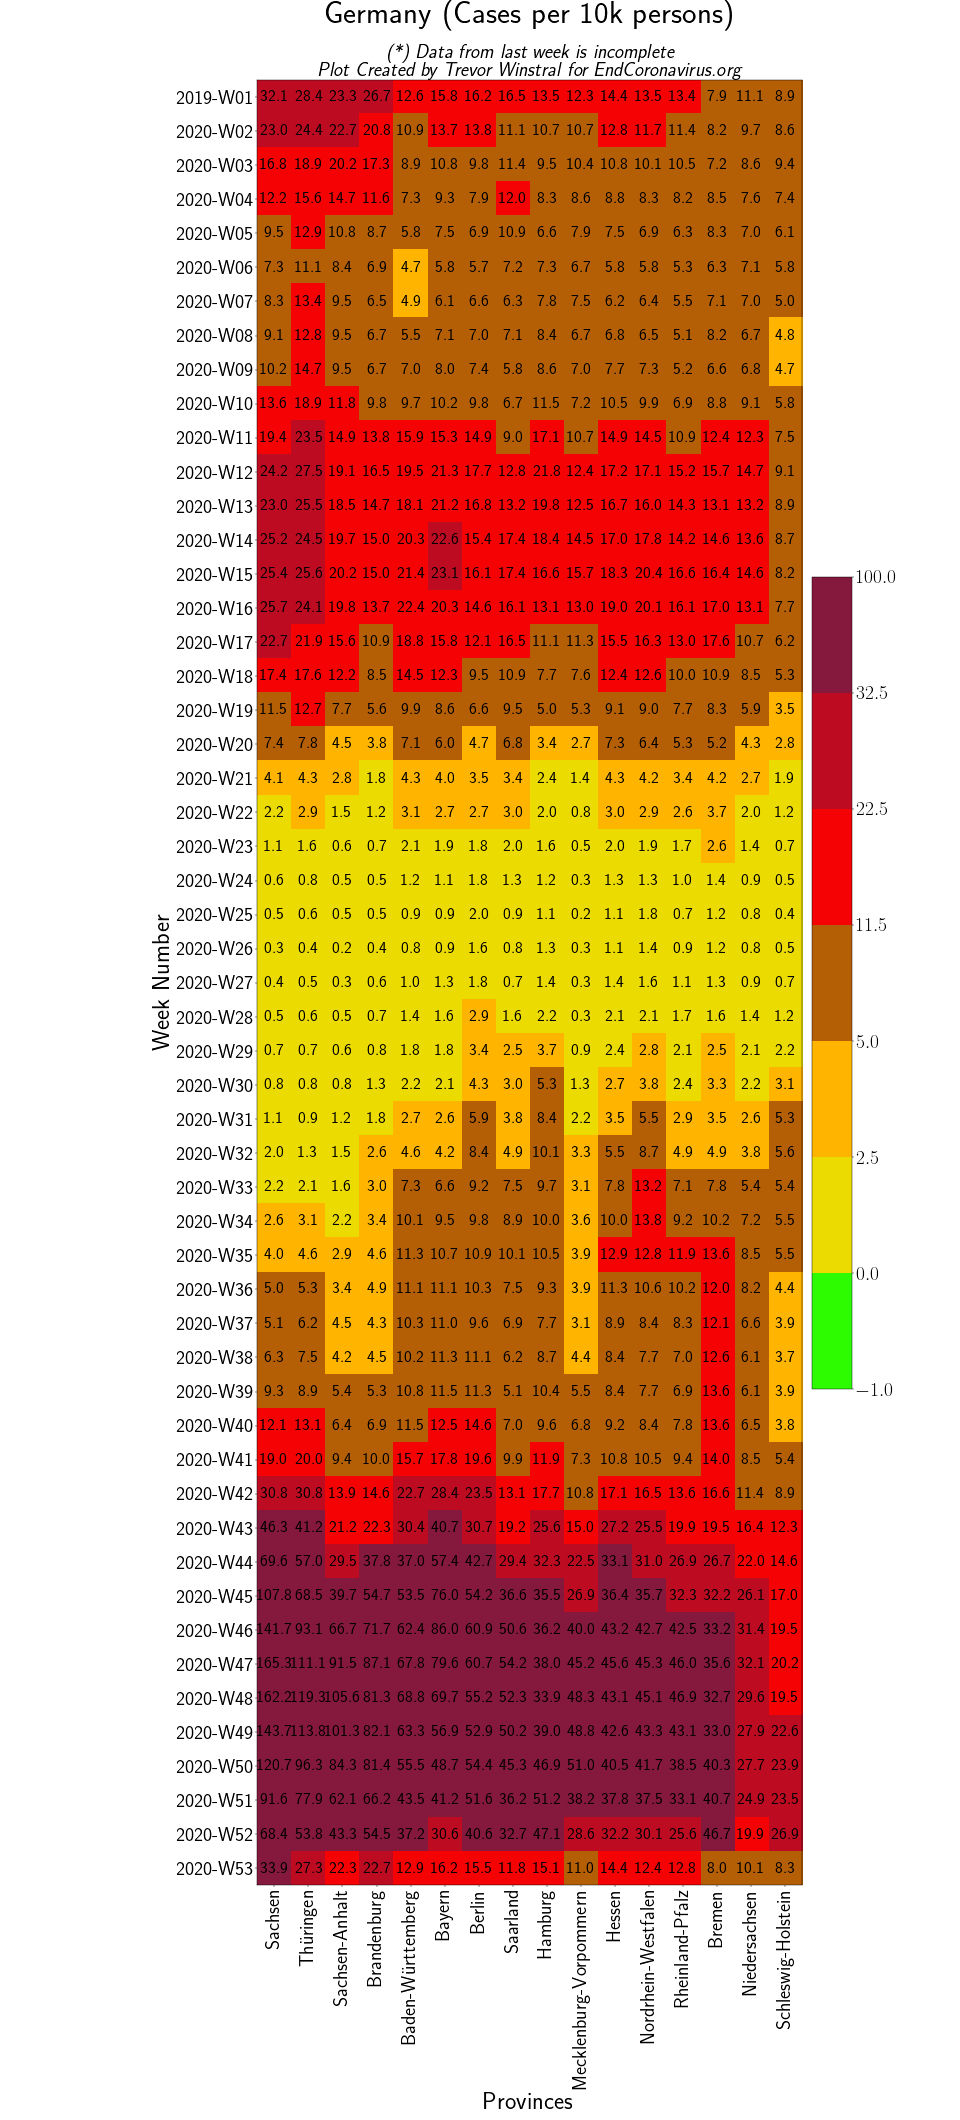 Germany (Cases per 10k persons)
(*) Data from last week is incomplete
Plot Created by Trevor Winstral for EndCoronavirus.org
2019-W01 32.1 28.4 23.3 26.7 12.6 15.8 16.2 16.5 13.5 12.3 14.4 13.5 13.4 7.9 11.1 8.9
2020-W02 23.0 24.4 22.7 20.8 10.9 13.7 13.8 11.1 10.7 10.7 12.8 11.7 11.4 8.2 9.7 8.6
2020-W03 16.8 18.9 20.2 17.3 8.9 10.8 9.8 11.4 9.5 10.4 10.8 10.1 10.5 7.2 8.6 9.4
2020-W04 12.2 15.6 14.7 11.6 7.3 9.3 7.9 12.0 8.3 8.6 8.8 8.3 8.2 8.5 7.6 7.4
2020-W05 9.5 12.9 10.8 8.7 5.8 7.5 6.9 10.9 6.6 7.9 7.5 6.9 6.3 8.3 7.0 6.1
2020-W06 7.3 11.1 8.4 6.9 4.7 5.8 5.7 7.2 7.3 6.7 5.8 5.8 5.3 6.3 7.1 5.8
2020-W07 8.3 13.4 9.5 6.5 4.9 6.1 6.6 6.3 7.8 7.5 6.2 6.4 5.5 7.1 7.0 5.0
2020-W08 9.1 12.8 9.5 6.7 5.5 7.1 7.0 7.1 8.4 6.7 6.8 6.5 5.1 8.2 6.7 4.8
2020-W09 10.2 14.7 9.5 6.7 7.0 8.0 7.4 5.8 8.6 7.0 7.7 7.3 5.2 6.6 6.8 4.7
2020-W10 13.6 18.9 11.8 9.8 9.7 10.2 9.8 6.7 11.5 7.2 10.5 9.9 6.9 8.8 9.1 5.8
2020-W11 19.4 23.5 14.9 13.8 15.9 15.3 14.9 9.0 17.1 10.7 14.9 14.5 10.9 12.4 12.3 7.5
2020-W12 24.2 27.5 19.1 16.5 19.5 21.3 17.7 12.8 21.8 12.4 17.2 17.1 15.2 15.7 14.7 9.1
2020-W13 23.0 25.5 18.5 14.7 18.1 21.2 16.8 13.2 19.8 12.5 16.7 16.0 14.3 13.1 13.2 8.9
2020-W14 25.2 24.5 19.7 15.0 20.3 22.6 15.4 17.4 18.4 14.5 17.0 17.8 14.2 14.6 13.6 8.7
2020-W15 25.4 25.6 20.2 15.0 21.4 23.1 16.1 17.4 16.6 15.7 18.3 20.4 16.6 16.4 14.6 8.2
2020-W16 25.7 24.1 19.8 13.7 22.4 20.3 14.6 16.1 13.1 13.0 19.0 20.1 16.1 17.0 13.1 7.7
2020-W17 22.7 21.9 15.6 10.9 18.8 15.8 12.1 16.5 11.1 11.3 15.5 16.3 13.0 17.6 10.7 6.2
2020-W18 17.4 17.6 12.2 8.5 14.5 12.3 9.5 10.9 7.7 7.6 12.4 12.6 10.0 10.9 8.5 5.3
2020-W19 11.5 12.7 7.7 5.6 9.9 8.6 6.6 9.5 5.0 5.3 9.1 9.0 7.7 8.3 5.9 3.5
2020-W20 7.4 7.8 4.5 3.8 7.1 6.0 4.7 6.8 3.4 2.7 7.3 6.4 5.3 5.2 4.3 2.8
2020-W21 4.1 4.3 2.8 1.8 4.3 4.0 3.5 3.4 2.4 1.4 4.3 4.2 3.4 4.2 2.7 1.9
2020-W22 2.2 2.9 1.5 1.2 3.1 2.7 2.7 3.0 2.0 0.8 3.0 2.9 2.6 3.7 2.0 1.2
2020-W23 1.1 1.6 0.6 0.7 2.1 1.9 1.8 2.0 1.6 0.5 2.0 1.9 1.7 2.6 1.4 0.7
2020-W24 0.6 0.8 0.5 0.5 1.2 1.1 1.8 1.3 1.2 0.3 1.3 1.3 1.0 1.4 0.9 0.5
2020-W25 0.5 0.6 0.5 0.5 0.9 0.9 2.0 0.9 1.1 0.2 1.1 1.8 0.7 1.2 0.8 0.4
2020-W26 0.3 0.4 0.2 0.4 0.8 0.9 1.6 0.8 1.3 0.3 1.1 1.4 0.9 1.2 0.8 0.5
2020-W27 0.4 0.5 0.3 0.6 1.0 1.3 1.8 0.7 1.4 0.3 1.4 1.6 1.1 1.3 0.9 0.7
2020-W28 0.5 0.6 0.5 0.7 1.4 1.6 2.9 1.6 2.2 0.3 2.1 2.1 1.7 1.6 1.4 1.2
2020-W29 0.7 0.7 0.6 0.8 1.8 1.8 3.4 2.5 3.7 0.9 2.4 2.8 2.1 2.5 2.1 2.2
2020-W30 0.8 0.8 0.8 1.3 2.2 2.1 4.3 3.0 5.3 1.3 2.7 3.8 2.4 3.3 2.2 3.1
2020-W31 1.1 0.9 1.2 1.8 2.7 2.6 5.9 3.8 8.4 2.2 3.5 5.5 2.9 3.5 2.6 5.3
2020-W32 2.0 1.3 1.5 2.6 4.6 4.2 8.4 4.9 10.1 3.3 5.5 8.7 4.9 4.9 3.8 5.6
2020-W33 2.2 2.1 1.6 3.0 7.3 6.6 9.2 7.5 9.7 3.1 7.8 13.2 7.1 7.8 5.4 5.4
2020-W34 2.6 3.1 2.2 3.4 10.1 9.5 9.8 8.9 10.0 3.6 10.0 13.8 9.2 10.2 7.2 5.5
2020-W35 4.0 4.6 2.9 4.6 11.3 10.7 10.9 10.1 10.5 3.9 12.9 12.8 11.9 13.6 8.5 5.5
2020-W36 5.0 5.3 3.4 4.9 11.1 11.1 10.3 7.5 9.3 3.9 11.3 10.6 10.2 12.0 8.2 4.4
2020-W37 5.1 6.2 4.5 4.3 10.3 11.0 9.6 6.9 7.7 3.1 8.9 8.4 8.3 12.1 6.6 3.9
2020-W38 6.3 7.5 4.2 4.5 10.2 11.3 11.1 6.2 8.7 4.4 8.4 7.7 7.0 12.6 6.1 3.7
2020-W39 9.3 8.9 5.4 5.3 10.8 11.5 11.3 5.1 10.4 5.5 8.4 7.7 6.9 13.6 6.1 3.9
2020-W40 12.1 13.1 6.4 6.9 11.5 12.5 14.6 7.0 9.6 6.8 9.2 8.4 7.8 13.6 6.5 3.8
2020-W41 19.0 20.0 9.4 10.0 15.7 17.8 19.6 9.9 11.9 7.3 10.8 10.5 9.4 14.0 8.5 5.4
2020-W42 30.8 30.8 13.9 14.6 22.7 28.4 23.5 13.1 17.7 10.8 17.1 16.5 13.6 16.6 11.4 8.9
2020-W43 46.3 41.2 21.2 22.3 30.4 40.7 30.7 19.2 25.6 15.0 27.2 25.5 19.9 19.5 16.4 12.3
2020-W44 69.6 57.0 29.5 37.8 37.0 57.4 42.7 29.4 32.3 22.5 33.1 31.0 26.9 26.7 22.0 14.6
2020-W45 107.8 68.5 39.7 54.7 53.5 76.0 54.2 36.6 35.5 26.9 36.4 35.7 32.3 32.2 26.1 17.0
2020-W46 141.7 93.1 66.7 71.7 62.4 86.0 60.9 50.6 36.2 40.0 43.2 42.7 42.5 33.2 31.4 19.5
2020-W47 165.3 111.1 91.5 87.1 67.8 79.6 60.7 54.2 38.0 45.2 45.6 45.3 46.0 35.6 32.1 20.2
2020-W48 162.2 119.3 105.6 81.3 68.8 69.7 55.2 52.3 33.9 48.3 43.1 45.1 46.9 32.7 29.6 19.5
2020-W49 143.7 113.8 101.3 82.1 63.3 56.9 52.9 50.2 39.0 48.8 42.6 43.3 43.1 33.0 27.9 22.6
2020-W50 120.7 96.3 84.3 81.4 55.5 48.7 54.4 45.3 46.9 51.0 40.5 41.7 38.5 40.3 27.7 23.9
2020-W51 91.6 77.9 62.1 66.2 43.5 41.2 51.6 36.2 51.2 38.2 37.8 37.5 33.1 40.7 24.9 23.5
2020-W52 68.4 53.8 43.3 54.5 37.2 30.6 40.6 32.7 47.1 28.6 32.2 30.1 25.6 46.7 19.9 26.9
2020-W53 33.9 27.3 22.3 22.7 12.9 16.2 15.5 11.8 15.1 11.0 14.4 12.4 12.8 8.0 10.1 8.3
Week Number
Sachsen
Thüringen
Sachsen-Anhalt
Brandenburg
Baden-Württemberg
Bayern
Berlin
Saarland
Hamburg
Mecklenburg-Vorpommern
Hessen
Nordrhein-Westfalen
Rheinland-Pfalz
Bremen
Niedersachsen
Schleswig-Holstein
Provinces
100.0
32.5
22.5
11.5
5.0
2.5
0.0
−1.0